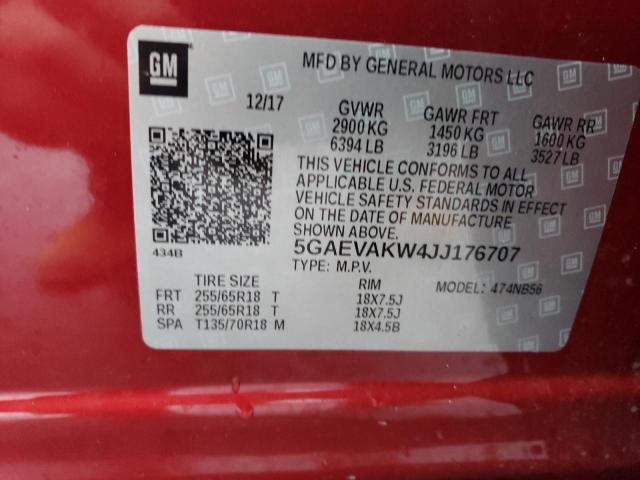 GM
MFD BY GENERAL MOTORS LLC
12/17
GVWR GAWR FRT GAWR RR
2900 KG 1450 KG 1600 KG
6394 LB 3196 LB 3527 LB
THIS VEHICLE CONFORMS TO ALL
APPLICABLE U.S. FEDERAL MOTOR
VEHICLE SAFETY STANDARDS IN EFFECT
ON THE DATE OF MANUFACTURE
SHOWN ABOVE.
434B
5GAEVAKW4JJ176707
TYPE: M.P.V.
TIRE SIZE RIM MODEL: 474NB56
FRT 255/65R18 T 18X7.5J
RR 255/65R18 T 18X7.5J
SPA T135/70R18 M 18X4.5B